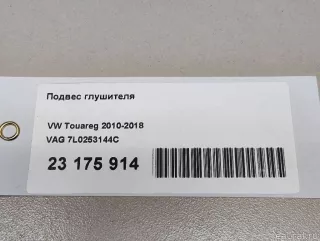 Подвес глушителя
VW Touareg 2010-2018
VAG 7L0253144C
23 175 914